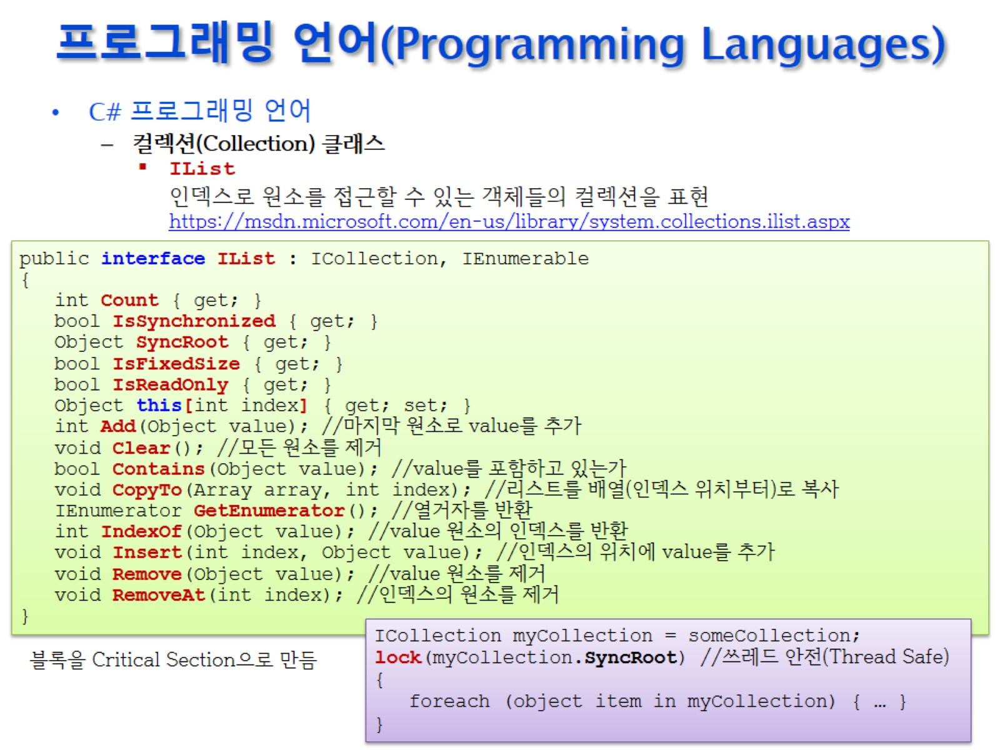 프로그래밍 언어(Programming Languages)
• C# 프로그래밍 언어
– 컬렉션(Collection) 클래스
▪ IList
인덱스로 원소를 접근할 수 있는 객체들의 컬렉션을 표현
https://msdn.microsoft.com/en-us/library/system.collections.ilist.aspx
public interface IList : ICollection, IEnumerable
{
int Count { get; }
bool IsSynchronized { get; }
Object SyncRoot { get; }
bool IsFixedSize { get; }
bool IsReadOnly { get; }
Object this[int index] { get; set; }
int Add(Object value); //마지막 원소로 value를 추가
void Clear(); //모든 원소를 제거
bool Contains(Object value); //value를 포함하고 있는가
void CopyTo(Array array, int index); //리스트를 배열(인덱스 위치부터)로 복사
IEnumerator GetEnumerator(); //열거자를 반환
int IndexOf(Object value); //value 원소의 인덱스를 반환
void Insert(int index, Object value); //인덱스의 위치에 value를 추가
void Remove(Object value); //value 원소를 제거
void RemoveAt(int index); //인덱스의 원소를 제거
}
블록을 Critical Section으로 만듬
ICollection myCollection = someCollection;
lock(myCollection.SyncRoot) //쓰레드 안전(Thread Safe)
{
foreach (object item in myCollection) { … }
}